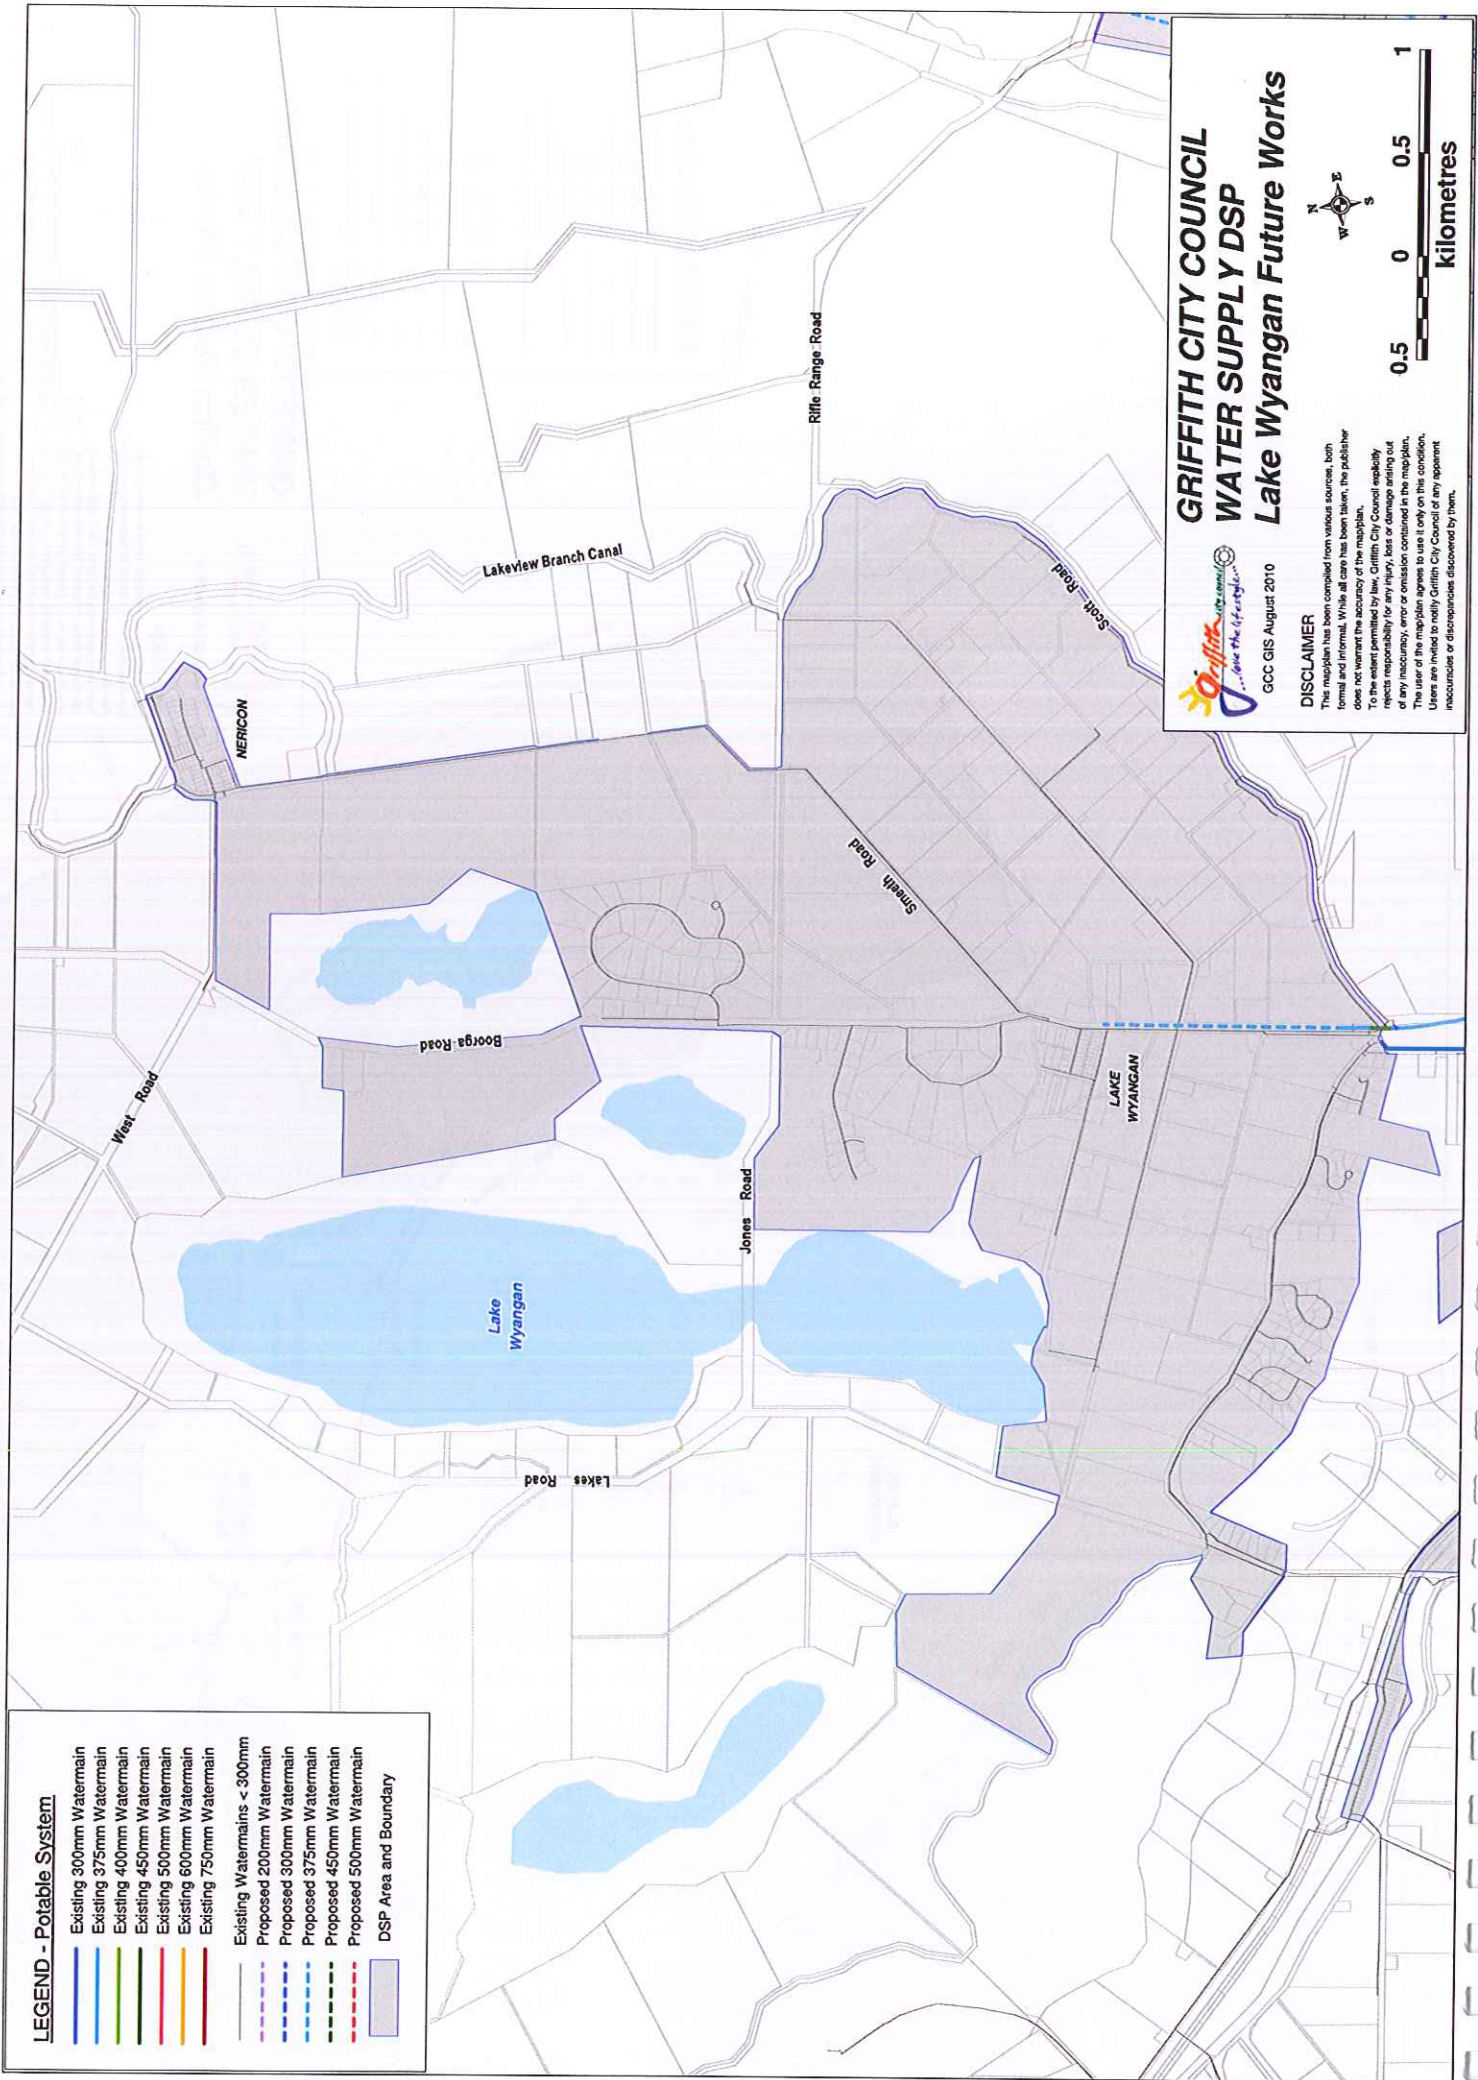 LEGEND - Potable System
Existing 300mm Watermain
Existing 375mm Watermain
Existing 400mm Watermain
Existing 450mm Watermain
Existing 500mm Watermain
Existing 600mm Watermain
Existing 750mm Watermain
Existing Watermains < 300mm
Proposed 200mm Watermain
Proposed 300mm Watermain
Proposed 375mm Watermain
Proposed 450mm Watermain
Proposed 500mm Watermain
DSP Area and Boundary
West Road
NERICON
Boorga Road
Lakeview Branch Canal
Lake
Wyangan
Lakes Road
Jones Road
Rifle Range Road
Smeeth Road
Scott Road
LAKE
WYANGAN
Griffith city council
...love the lifestyle...
GRIFFITH CITY COUNCIL
WATER SUPPLY DSP
Lake Wyangan Future Works
GCC GIS August 2010
DISCLAIMER
This map/plan has been compiled from various sources, both
formal and informal. While all care has been taken, the publisher
does not warrant the accuracy of the map/plan.
To the extent permitted by law, Griffith City Council explicitly
rejects responsibility for any injury, loss or damage arising out
of any inaccuracy, error or omission contained in the map/plan.
The user of the map/plan agrees to use it only on this condition.
Users are invited to notify Griffith City Council of any apparent
inaccuracies or discrepancies discovered by them.
N
W E
S
0.5 0 0.5 1
kilometres